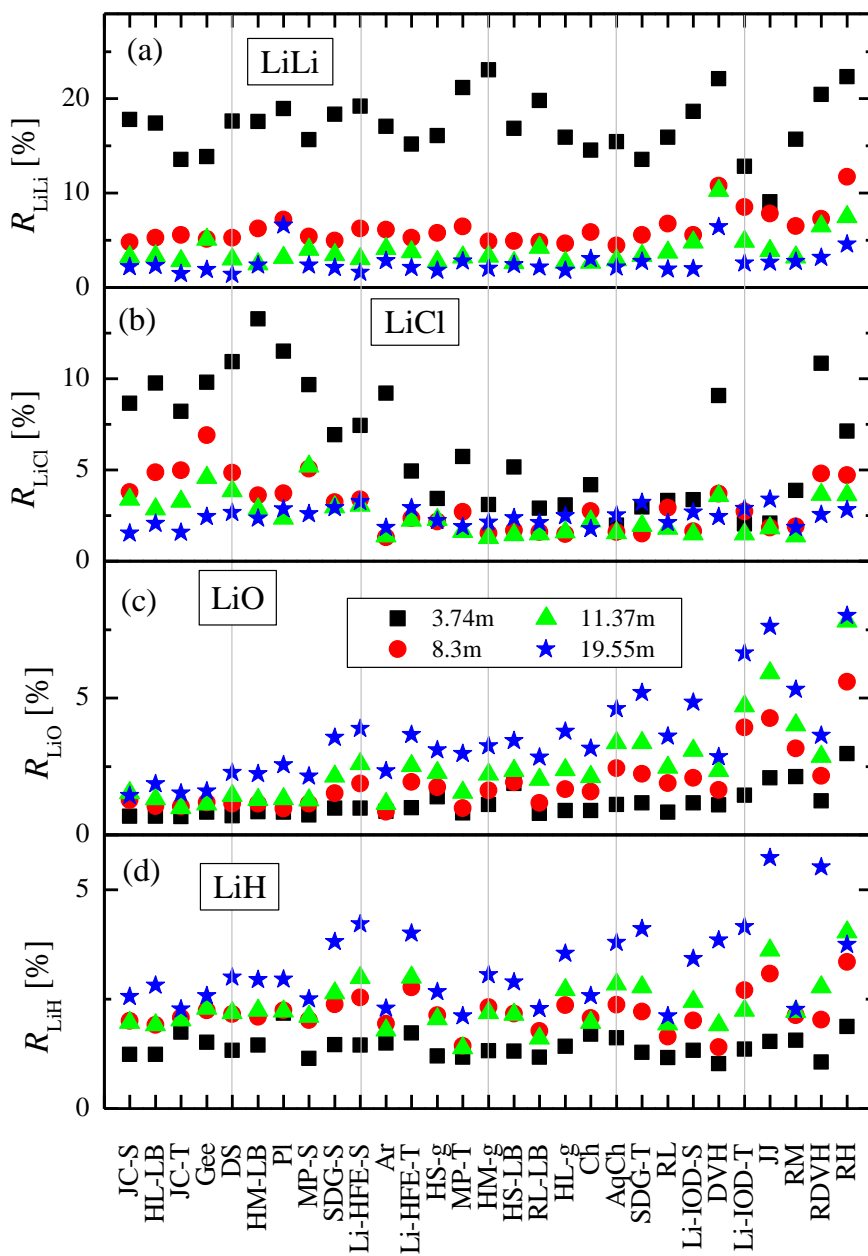 (a)
LiLi
R_LiLi [%]
20
10
0
(b)
LiCl
R_LiCl [%]
10
5
0
(c)
LiO
R_LiO [%]
3.74m 11.37m
8.3m 19.55m
5
0
(d)
LiH
R_LiH [%]
5
0
JC-S
HL-LB
JC-T
Gee
DS
HM-LB
Pl
MP-S
SDG-S
Li-HFE-S
Ar
Li-HFE-T
HS-g
MP-T
HM-g
HS-LB
RL-LB
HL-g
Ch
AqCh
SDG-T
RL
Li-IOD-S
DVH
Li-IOD-T
JJ
RM
RDVH
RH